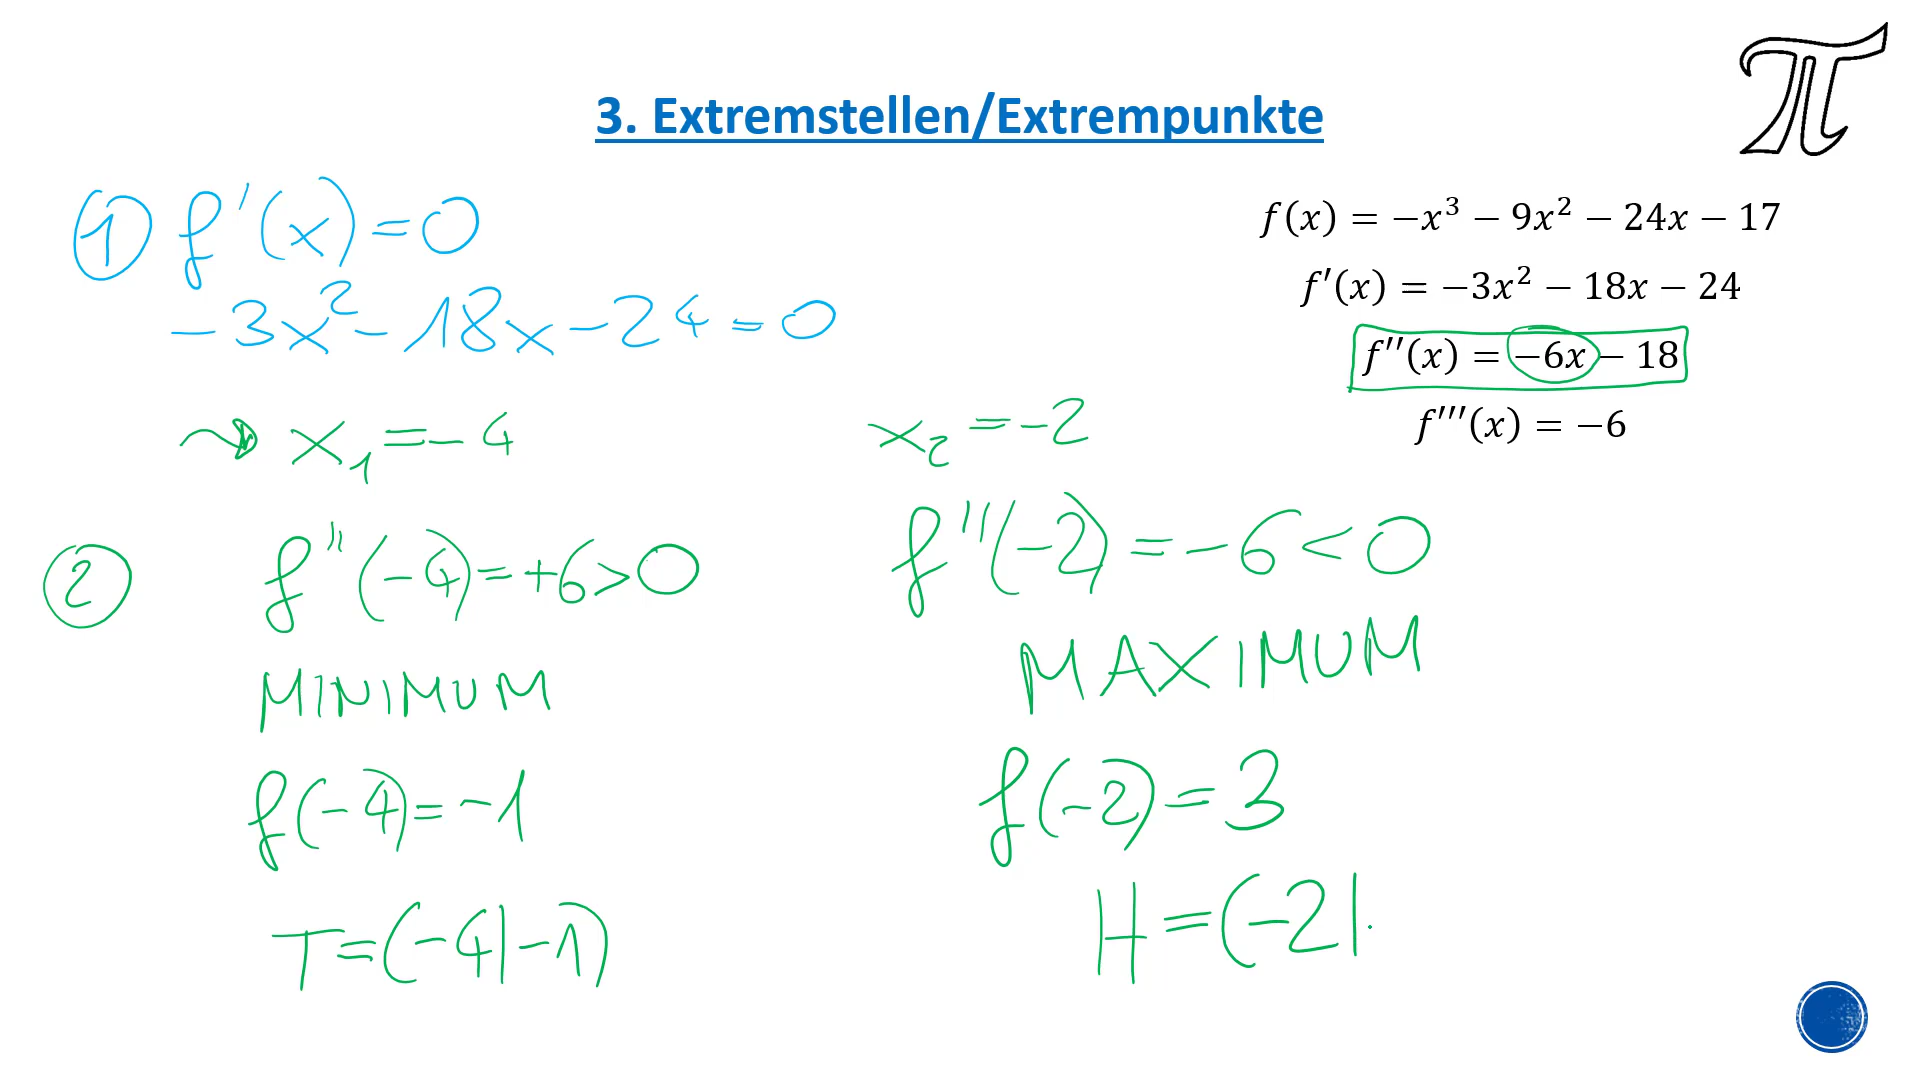 3. Extremstellen/Extrempunkte
① f'(x) = 0
-3x² - 18x - 24 = 0
f(x) = −x³ − 9x² − 24x − 17
f'(x) = −3x² − 18x − 24
f''(x) = −6x − 18
f'''(x) = −6
→ x₁ = -4
x₂ = -2
② f''(-4) = +6 > 0
f''(-2) = -6 < 0
MINIMUM
MAXIMUM
f(-4) = -1
f(-2) = 3
T = (-4|-1)
H = (-2|